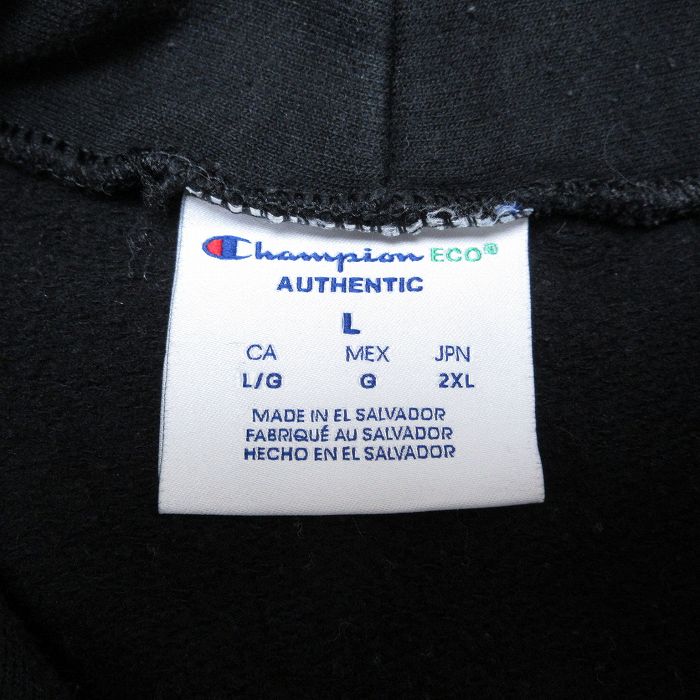 Champion ECO®
AUTHENTIC
L
CA MEX JPN
L/G G 2XL
MADE IN EL SALVADOR
FABRIQUÉ AU SALVADOR
HECHO EN EL SALVADOR